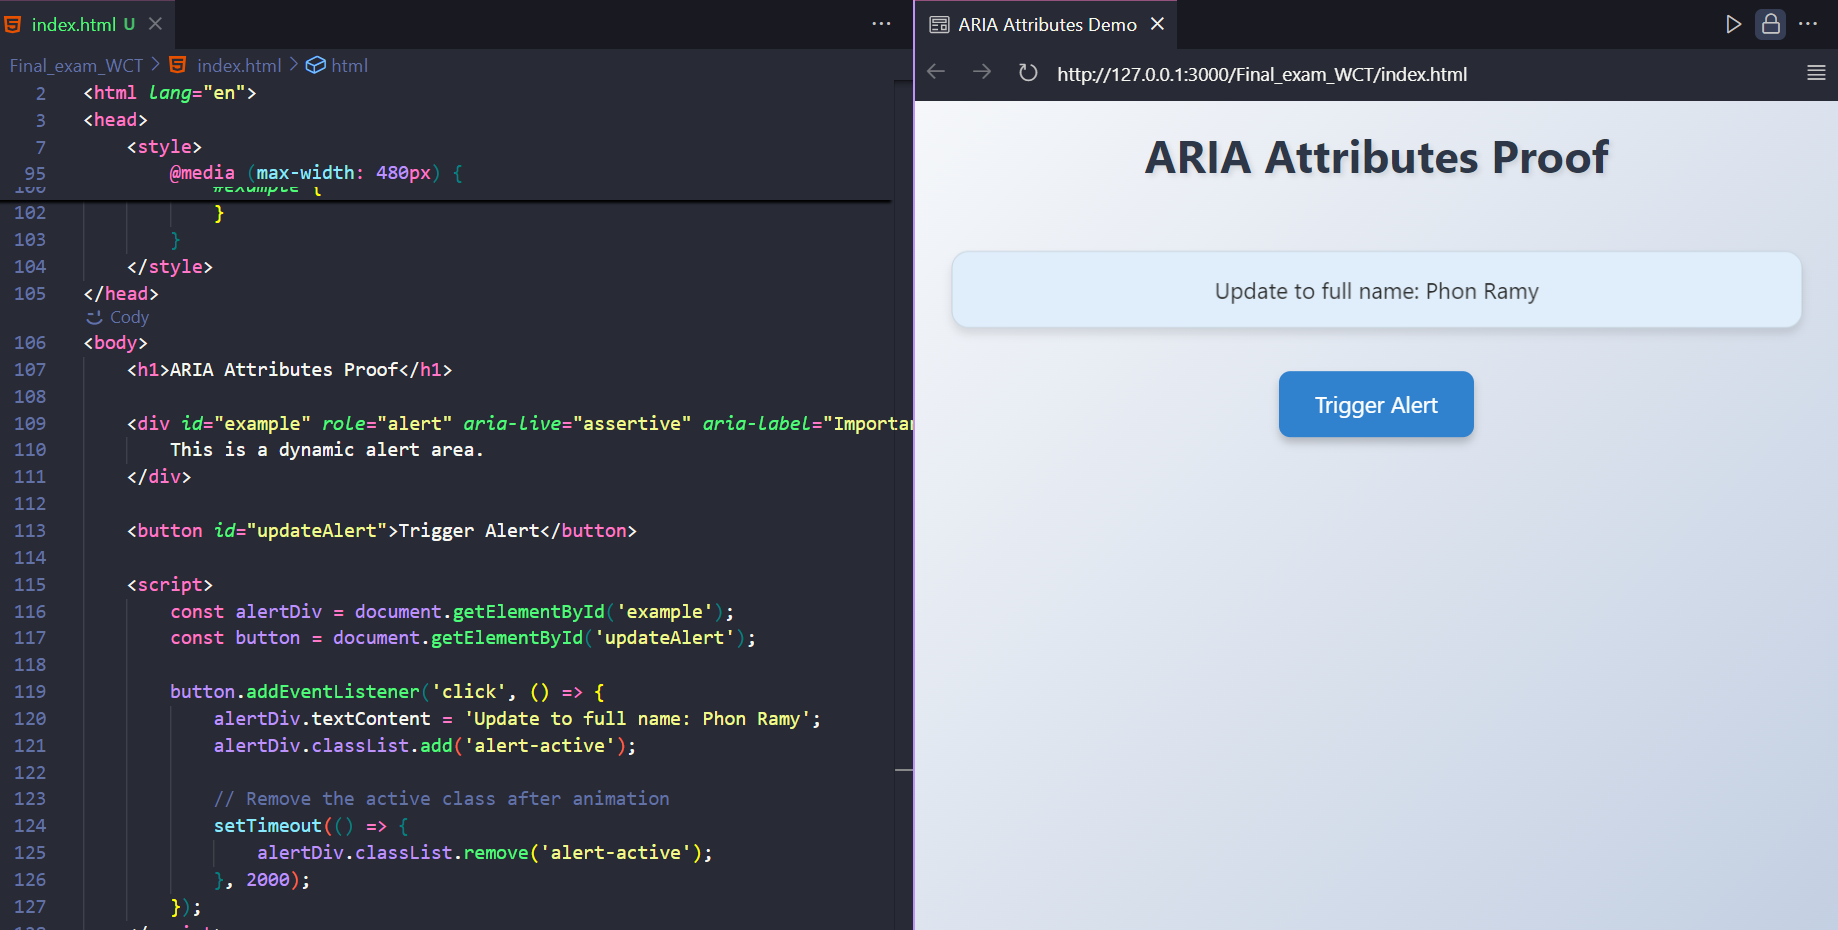 index.html U
Final_exam_WCT > index.html > html
2 <html lang="en">
3 <head>
7 <style>
95 @media (max-width: 480px) {
100 #example {
102 }
103 }
104 </style>
105 </head>
Cody
106 <body>
107 <h1>ARIA Attributes Proof</h1>
108
109 <div id="example" role="alert" aria-live="assertive" aria-label="Importan
110 This is a dynamic alert area.
111 </div>
112
113 <button id="updateAlert">Trigger Alert</button>
114
115 <script>
116 const alertDiv = document.getElementById('example');
117 const button = document.getElementById('updateAlert');
118
119 button.addEventListener('click', () => {
120 alertDiv.textContent = 'Update to full name: Phon Ramy';
121 alertDiv.classList.add('alert-active');
122
123 // Remove the active class after animation
124 setTimeout(() => {
125 alertDiv.classList.remove('alert-active');
126 }, 2000);
127 });
ARIA Attributes Demo
http://127.0.0.1:3000/Final_exam_WCT/index.html
ARIA Attributes Proof
Update to full name: Phon Ramy
Trigger Alert